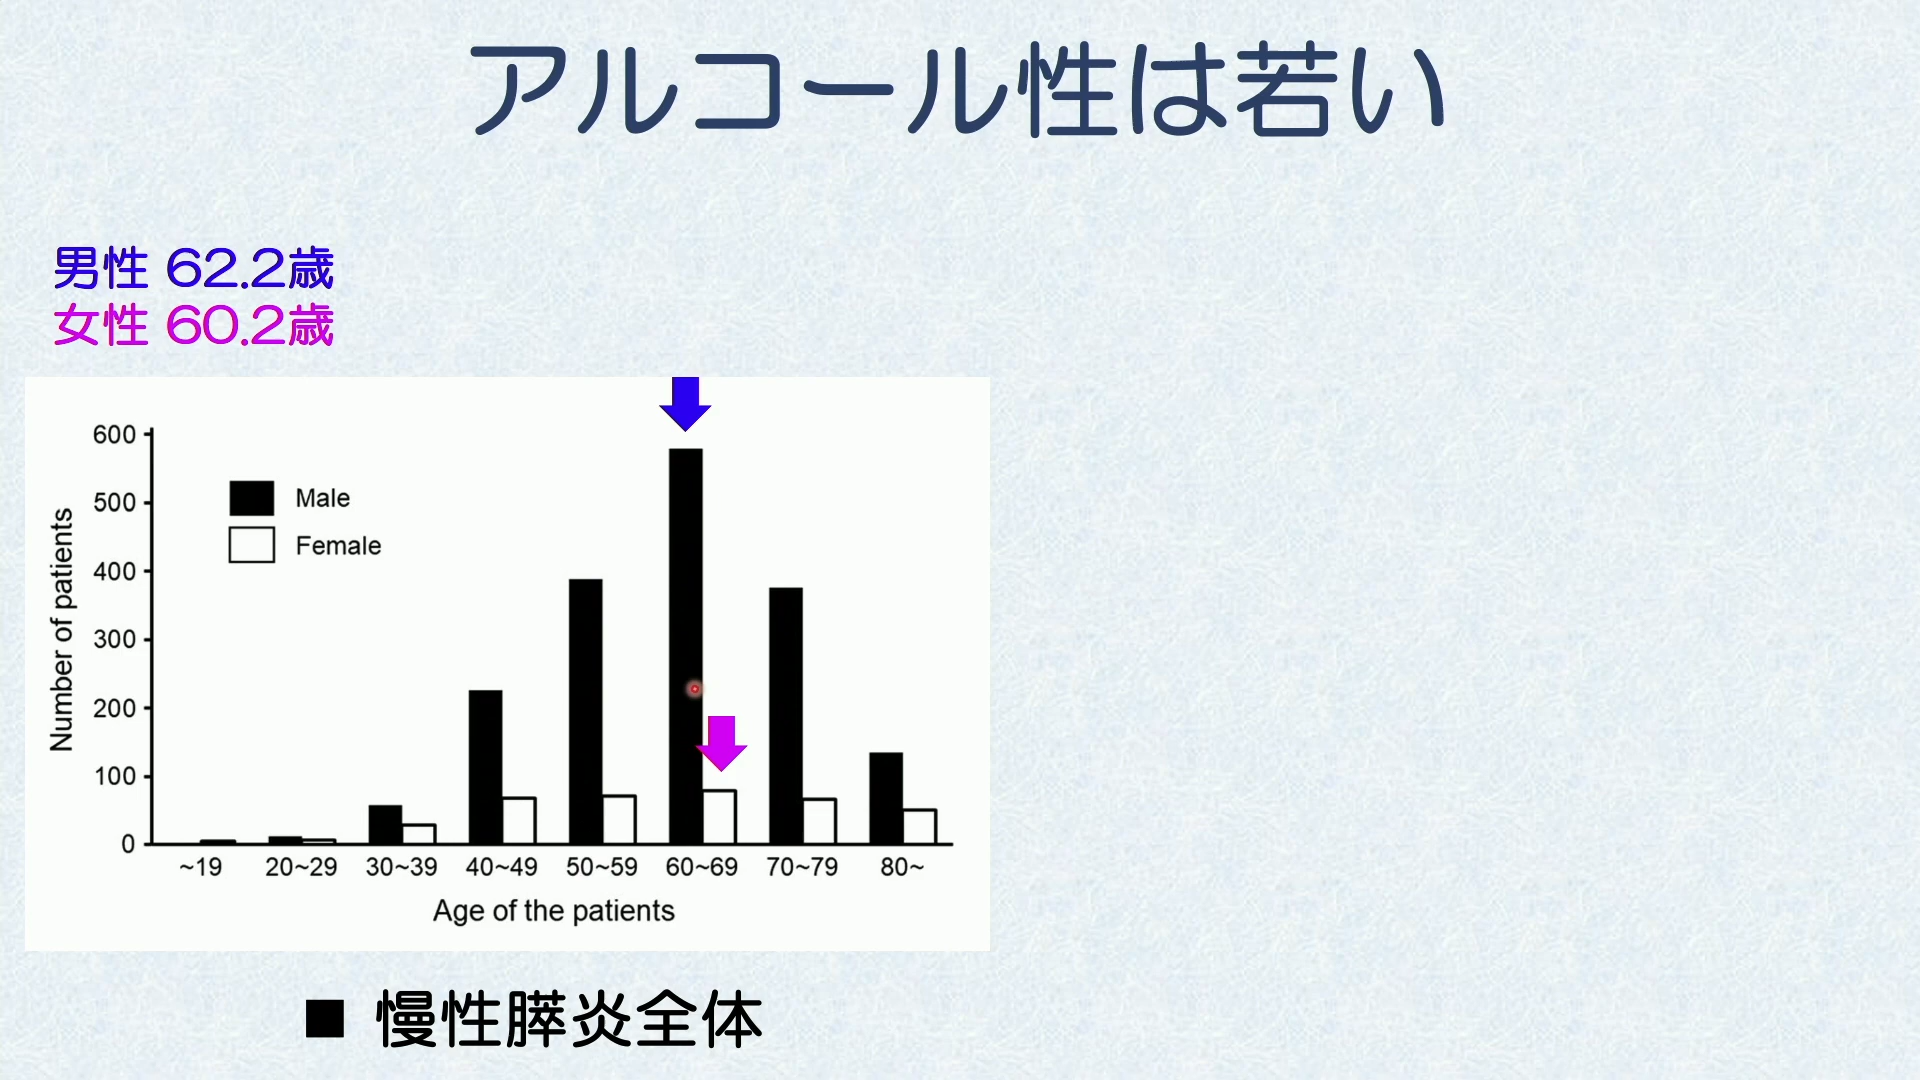 アルコール性は若い
男性 62.2歳
女性 60.2歳
600
500
400
300
200
100
0
Number of patients
Male
Female
~19 20~29 30~39 40~49 50~59 60~69 70~79 80~
Age of the patients
■ 慢性膵炎全体